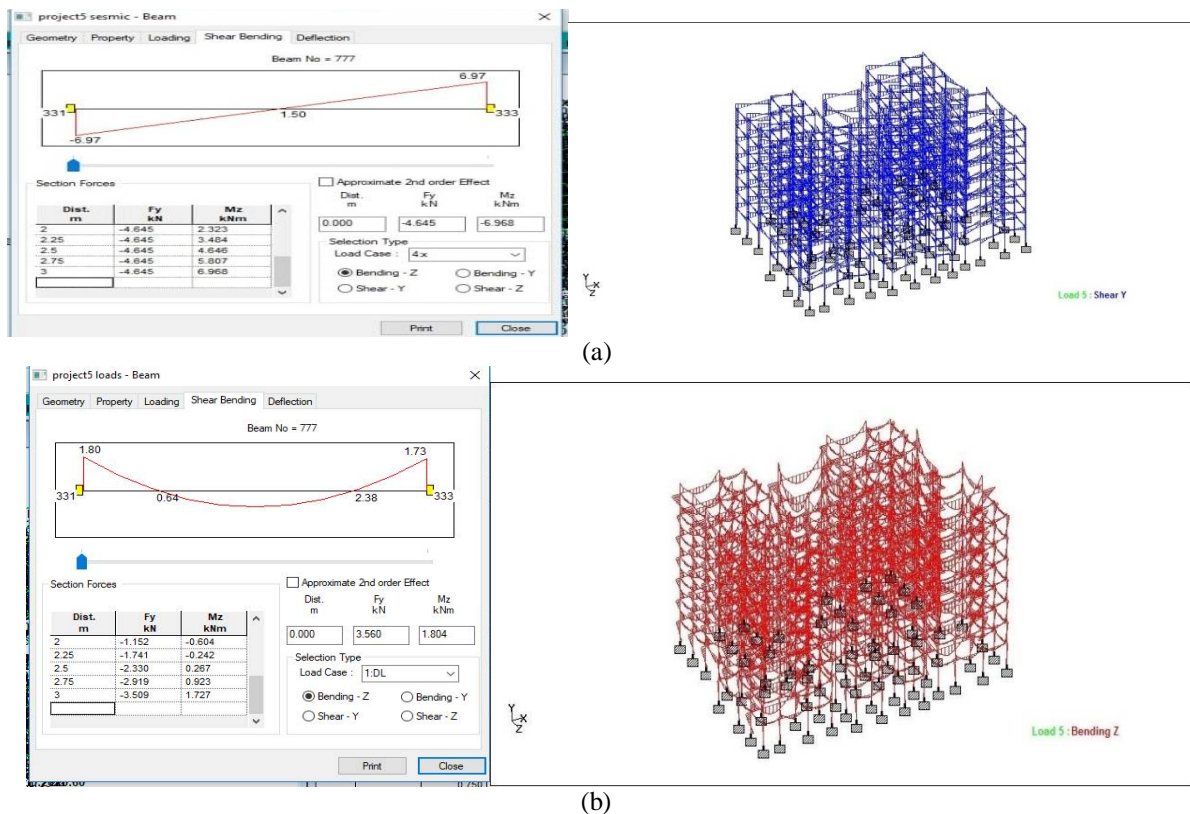 project5 sesmic - Beam
Geometry Property Loading Shear Bending Deflection
Beam No = 777
6.97
331 1.50 333
-6.97
Section Forces
Dist. m Fy kN Mz kNm
2 -4.645 2.323
2.25 -4.645 3.484
2.5 -4.645 4.646
2.75 -4.645 5.807
3 -4.645 6.968
Approximate 2nd order Effect
Dist. m Fy kN Mz kNm
0.000 -4.645 -6.968
Selection Type
Load Case : 4:x
Bending - Z Bending - Y
Shear - Y Shear - Z
Print Close
Y
X
Z
Load 5 : Shear Y
(a)
project5 loads - Beam
Geometry Property Loading Shear Bending Deflection
Beam No = 777
1.80 1.73
331 0.64 2.38 333
Section Forces
Dist. m Fy kN Mz kNm
2 -1.152 -0.604
2.25 -1.741 -0.242
2.5 -2.330 0.267
2.75 -2.919 0.923
3 -3.509 1.727
Approximate 2nd order Effect
Dist. m Fy kN Mz kNm
0.000 3.560 1.804
Selection Type
Load Case : 1:DL
Bending - Z Bending - Y
Shear - Y Shear - Z
Print Close
0.750
Y
X
Z
Load 5 : Bending Z
(b)